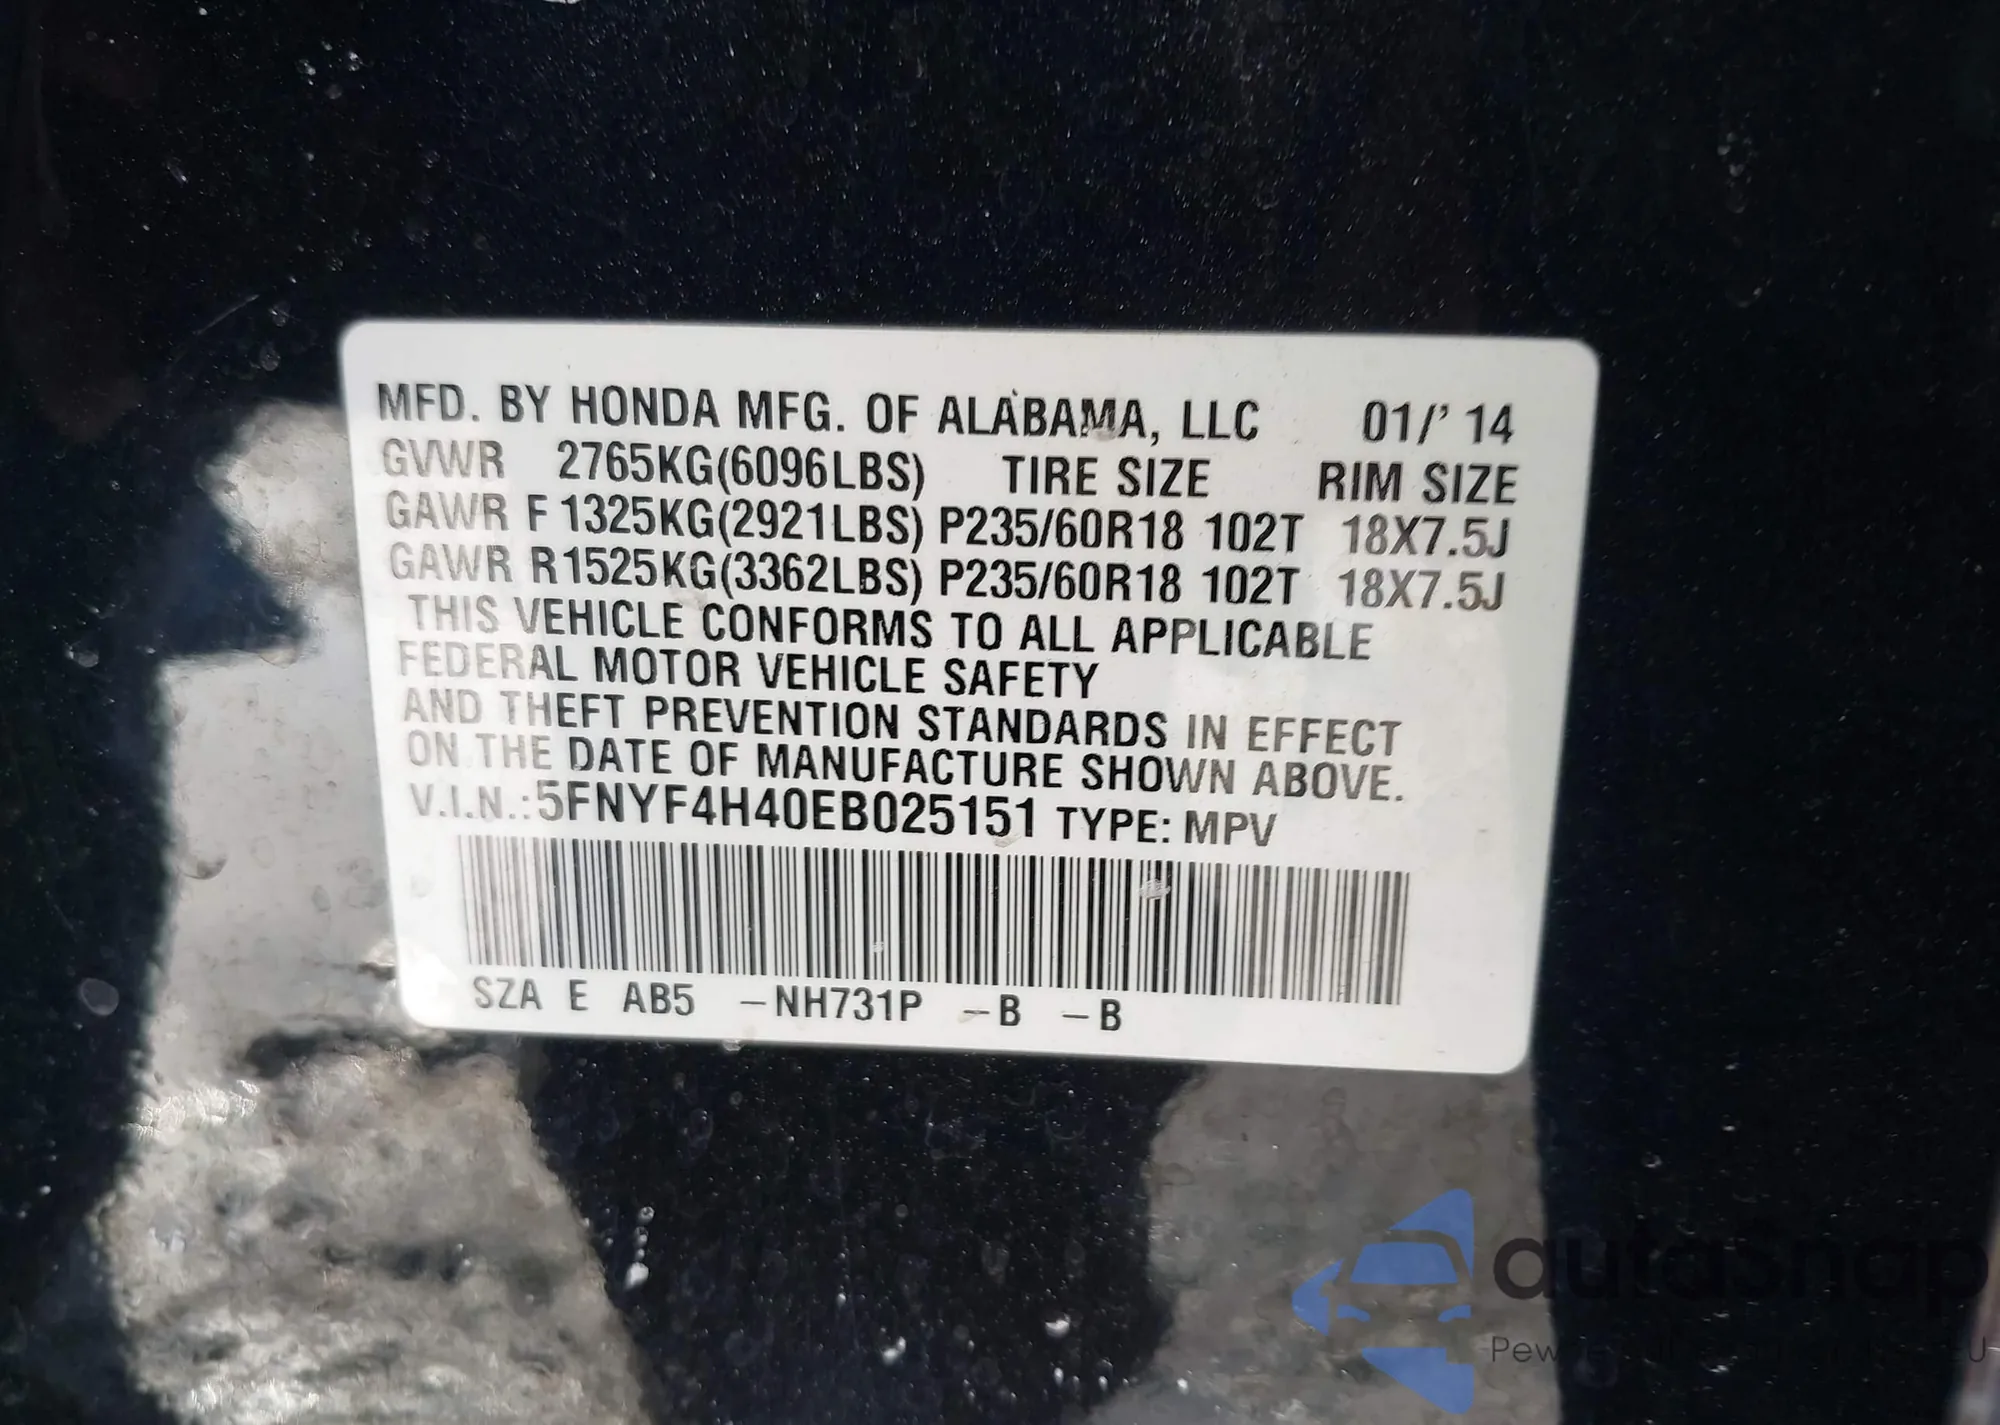 MFD. BY HONDA MFG. OF ALABAMA, LLC 01/' 14
GVWR 2765KG(6096LBS) TIRE SIZE RIM SIZE
GAWR F 1325KG(2921LBS) P235/60R18 102T 18X7.5J
GAWR R 1525KG(3362LBS) P235/60R18 102T 18X7.5J
THIS VEHICLE CONFORMS TO ALL APPLICABLE
FEDERAL MOTOR VEHICLE SAFETY
AND THEFT PREVENTION STANDARDS IN EFFECT
ON THE DATE OF MANUFACTURE SHOWN ABOVE.
V.I.N.:5FNYF4H40EB025151 TYPE: MPV
SZA E AB5 -NH731P -B -B
autasnap